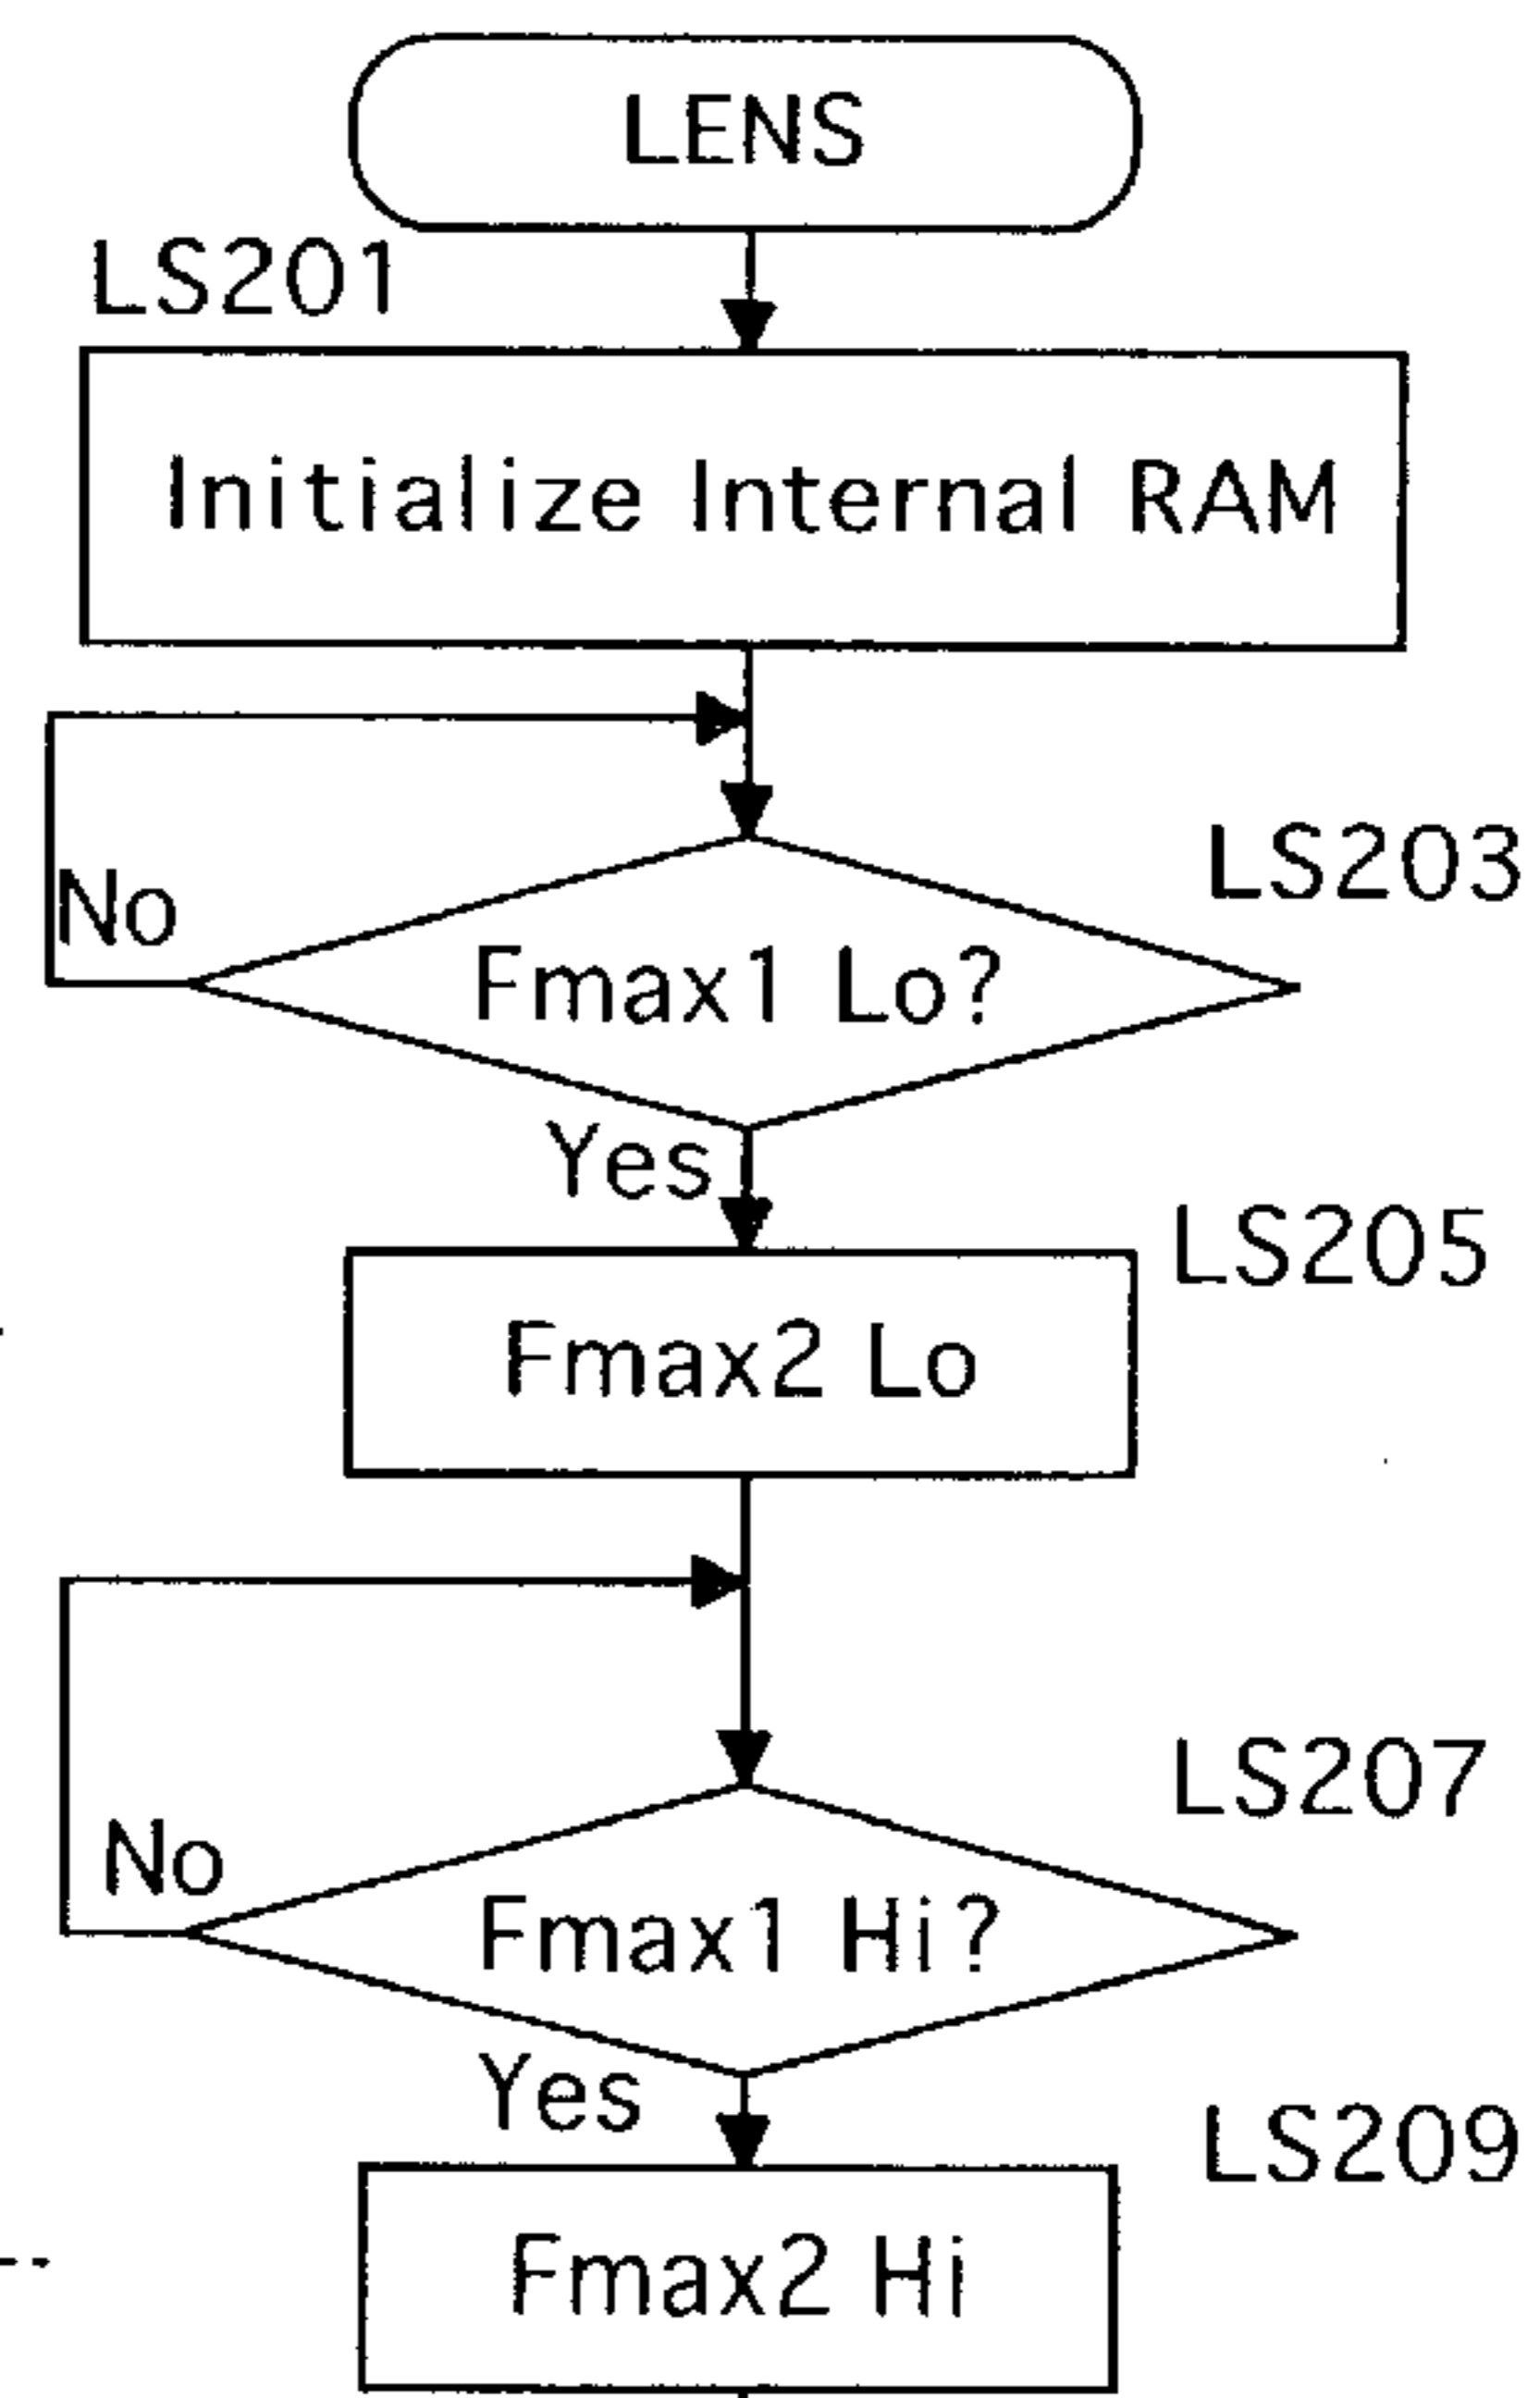 LENS
LS201
Initialize Internal RAM
LS203
No
Fmax1 Lo?
Yes
LS205
Fmax2 Lo
LS207
No
Fmax1 Hi?
Yes
LS209
Fmax2 Hi